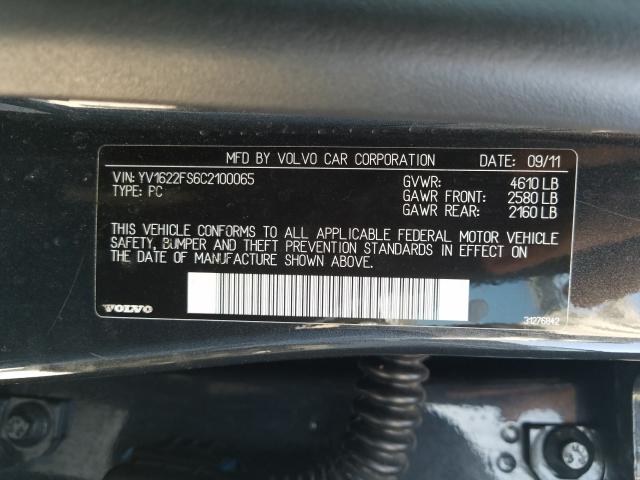 MFD BY VOLVO CAR CORPORATION DATE: 09/11
VIN: YV1622FS6C2100065 GVWR: 4610 LB
TYPE: PC GAWR FRONT: 2580 LB
GAWR REAR: 2160 LB
THIS VEHICLE CONFORMS TO ALL APPLICABLE FEDERAL MOTOR VEHICLE
SAFETY, BUMPER AND THEFT PREVENTION STANDARDS IN EFFECT ON
THE DATE OF MANUFACTURE SHOWN ABOVE.
VOLVO 31276842